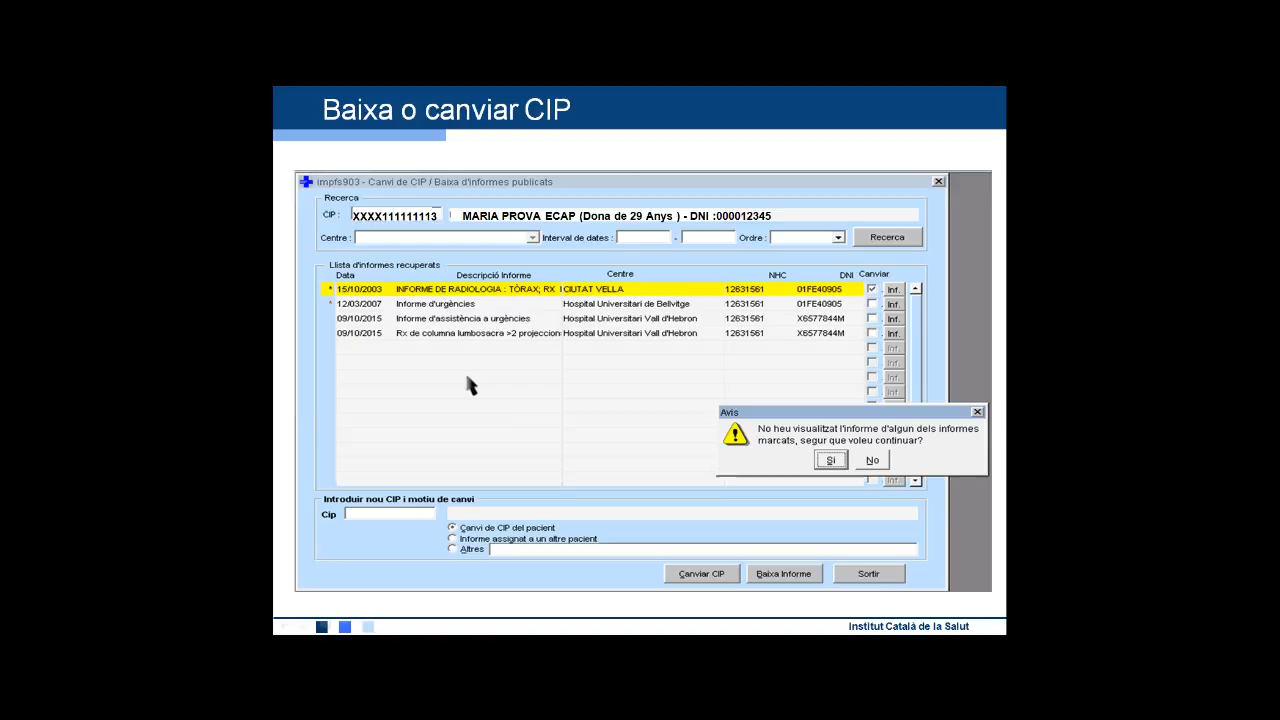 Baixa o canviar CIP
impfs903 - Canvi de CIP / Baixa d'informes publicats
Recerca
CIP : XXXX111111113 MARIA PROVA ECAP (Dona de 29 Anys ) - DNI :000012345
Centre : Interval de dates : - Ordre : Recerca
Llista d'informes recuperats
Data Descripció Informe Centre NHC DNI Canviar
* 15/10/2003 INFORME DE RADIOLOGIA : TÒRAX; RX CIUTAT VELLA 12631561 01FE40905 Inf.
* 12/03/2007 Informe d'urgències Hospital Universitari de Bellvitge 12631561 01FE40905 Inf.
09/10/2015 Informe d'assistència a urgències Hospital Universitari Vall d'Hebron 12631561 X6577844M Inf.
09/10/2015 Rx de columna lumbosacra >2 projeccion Hospital Universitari Vall d'Hebron 12631561 X6577844M Inf.
Inf.
Inf.
Inf.
Inf.
Avis
No heu visualitzat l'informe d'algun dels informes
marcats, segur que voleu continuar?
Si No
Inf.
Introduir nou CIP i motiu de canvi
Cip
Canvi de CIP del pacient
Informe assignat a un altre pacient
Altres
Canviar CIP Baixa Informe Sortir
Institut Català de la Salut